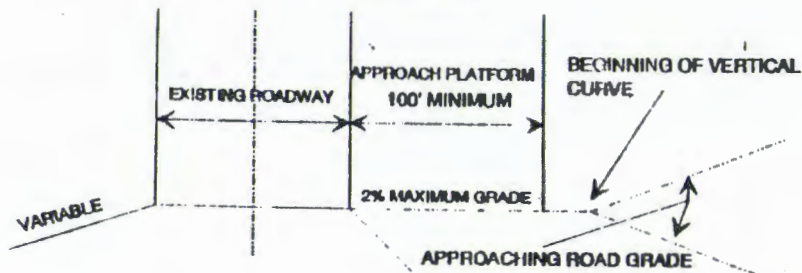 APPROACH PLATFORM
100' MINIMUM
EXISTING ROADWAY
BEGINNING OF VERTICAL
CURVE
2% MAXIMUM GRADE
VARIABLE
APPROACHING ROAD GRADE